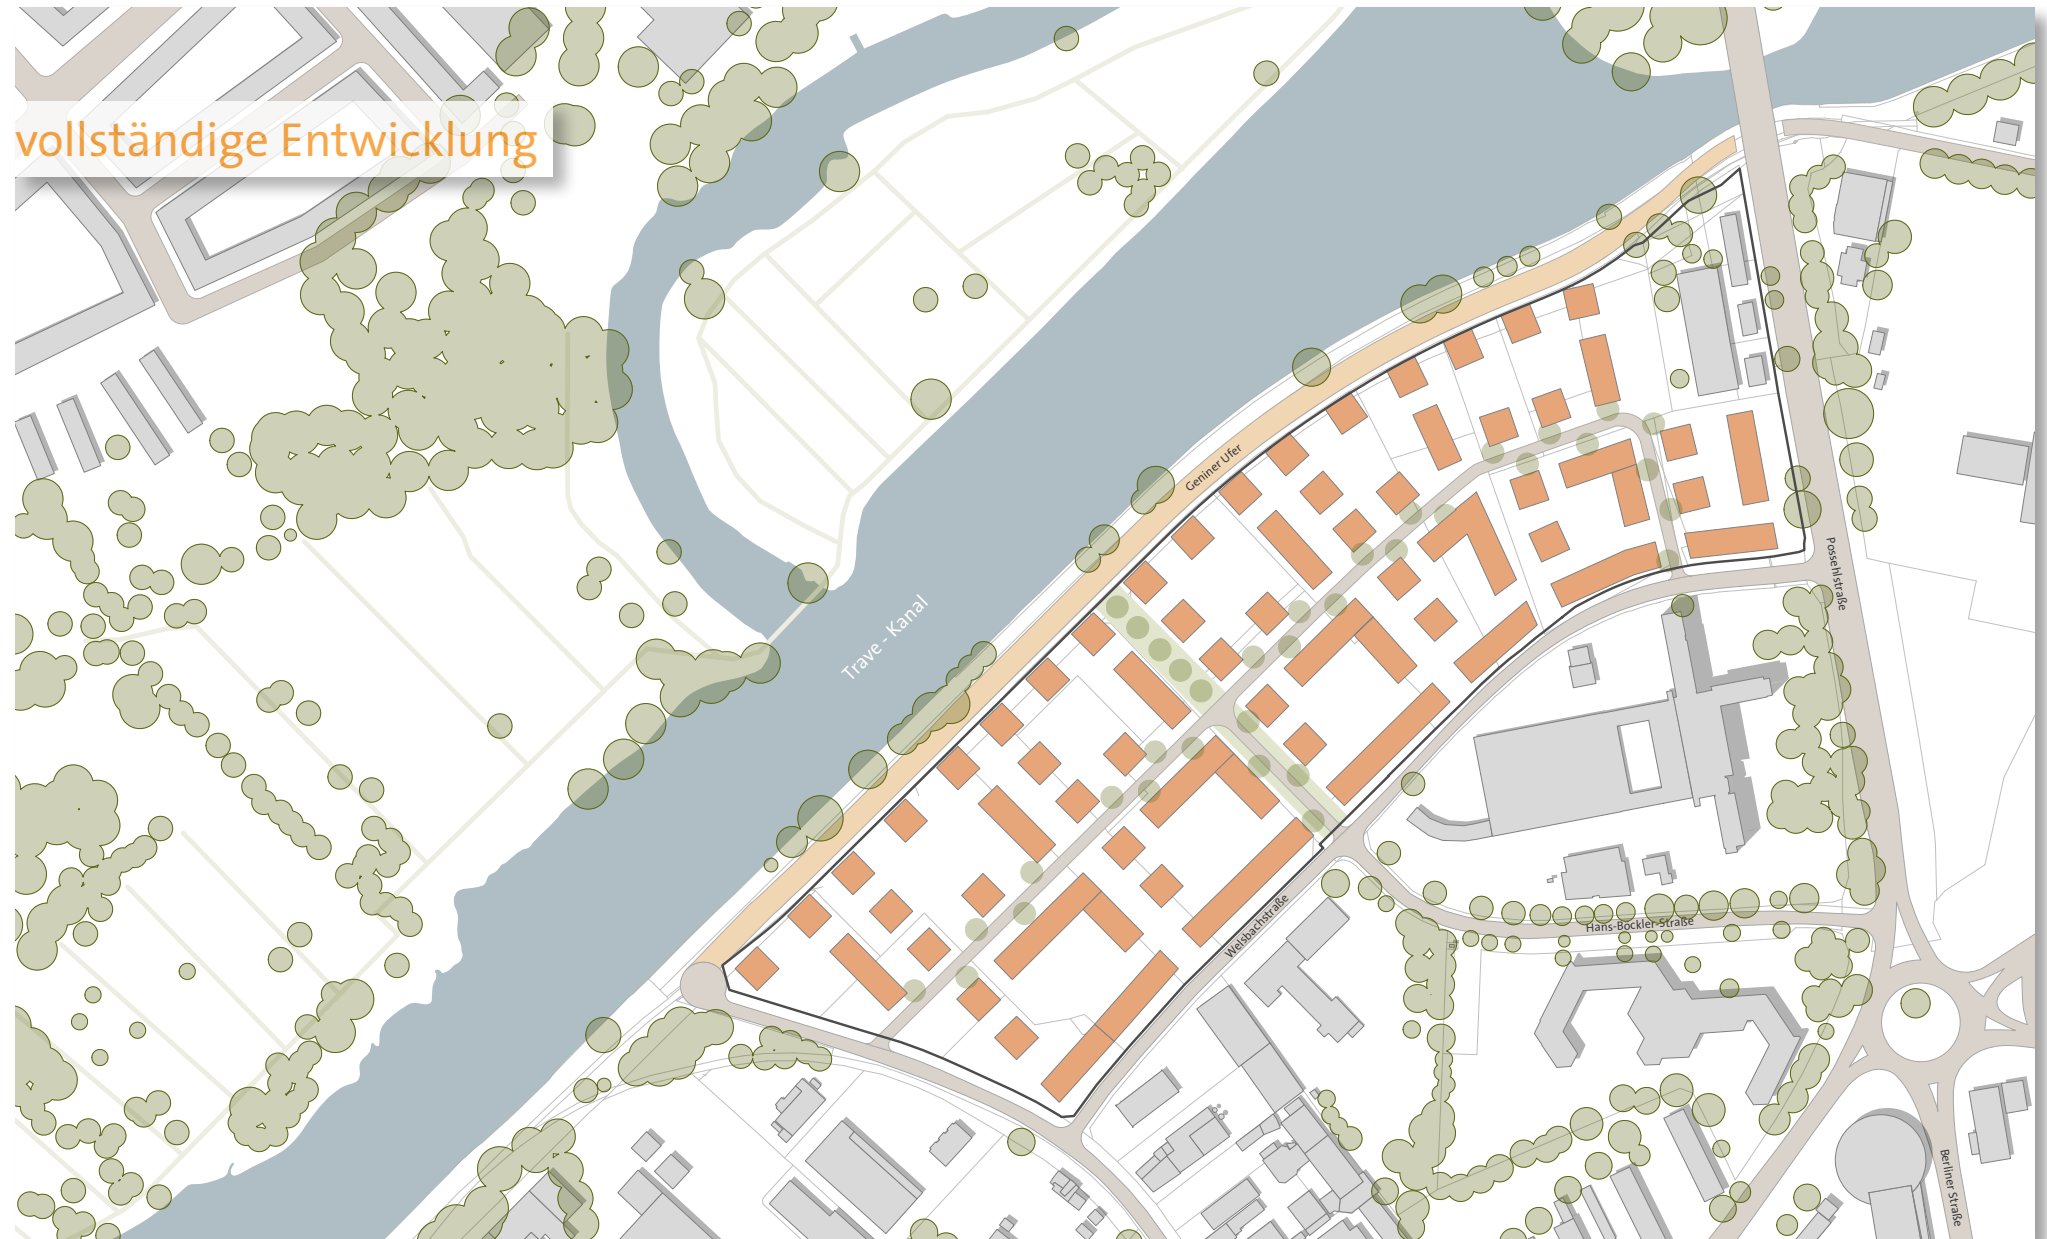 vollständige Entwicklung
Geniner Ufer
Trave - Kanal
Possehlstraße
Welsbachstraße
Hans-Böckler-Straße
Berliner Straße